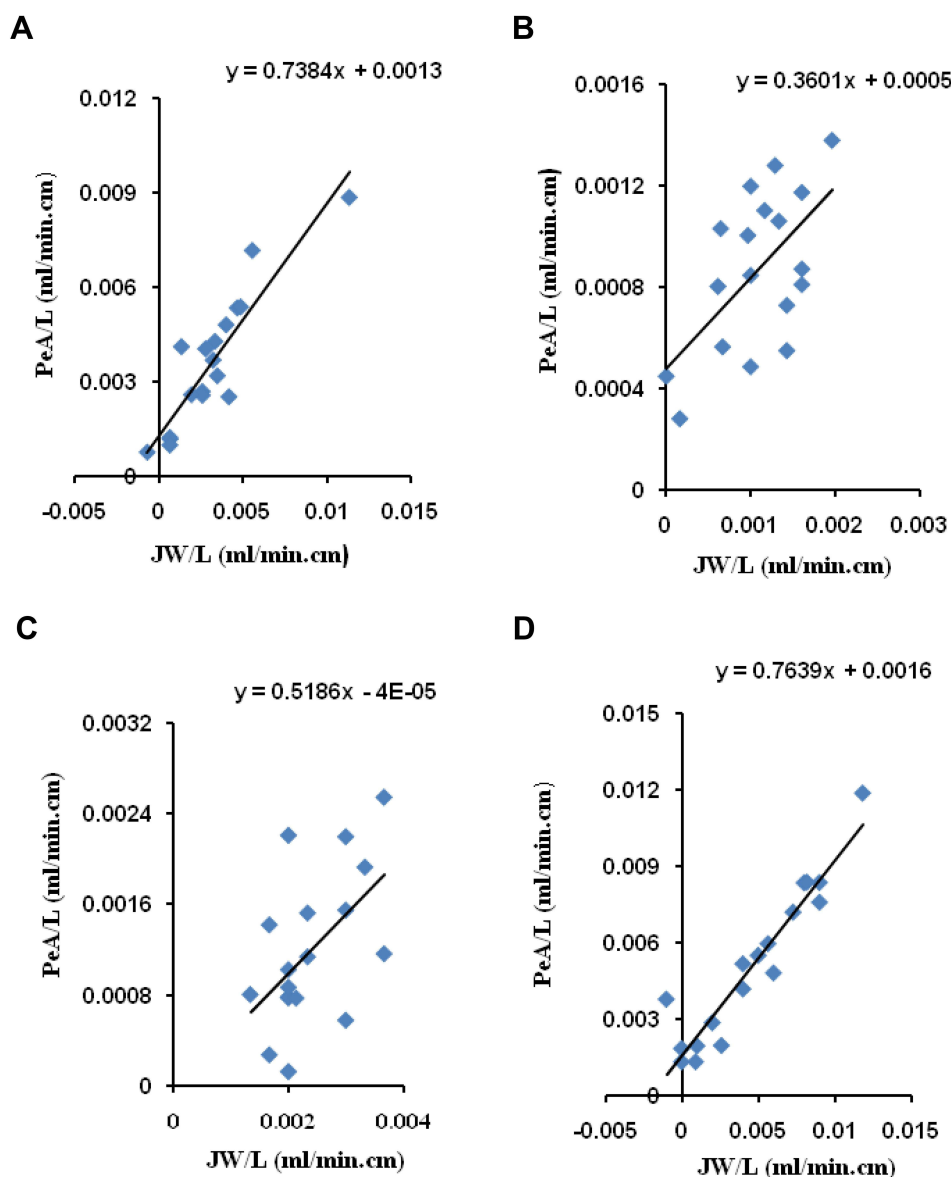 A
y = 0.7384x + 0.0013
0.012
0.009
0.006
0.003
0
-0.005 0 0.005 0.01 0.015
PeA/L (ml/min.cm)
JW/L (ml/min.cm)
B
y = 0.3601x + 0.0005
0.0016
0.0012
0.0008
0.0004
0
0 0.001 0.002 0.003
PeA/L (ml/min.cm)
JW/L (ml/min.cm)
C
y = 0.5186x - 4E-05
0.0032
0.0024
0.0016
0.0008
0
0 0.002 0.004
PeA/L (ml/min.cm)
JW/L (ml/min.cm)
D
y = 0.7639x + 0.0016
0.015
0.012
0.009
0.006
0.003
0
-0.005 0 0.005 0.01 0.015
PeA/L (ml/min.cm)
JW/L (ml/min.cm)